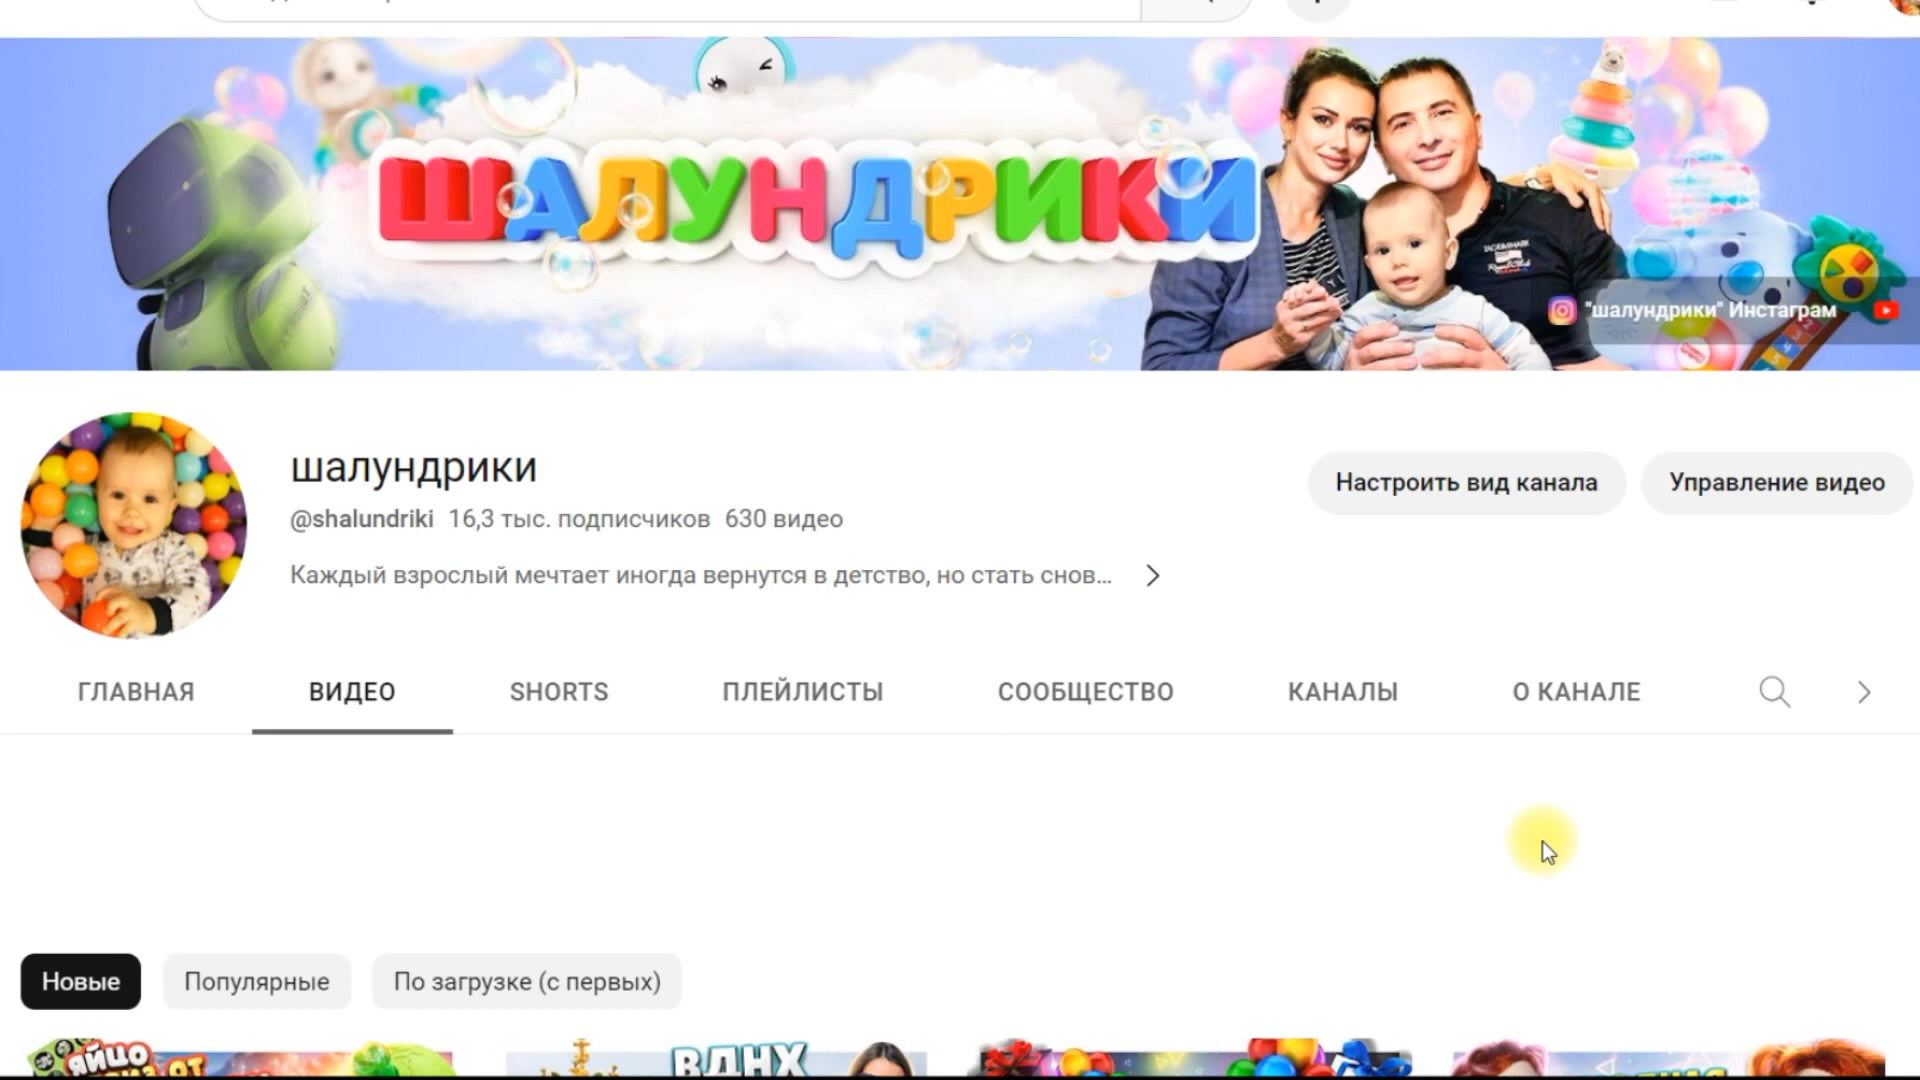 ШАЛУНДРИКИ
"шалундрики" Инстаграм
шалундрики
@shalundriki 16,3 тыс. подписчиков 630 видео
Настроить вид канала
Управление видео
Каждый взрослый мечтает иногда вернутся в детство, но стать снов...
ГЛАВНАЯ
ВИДЕО
SHORTS
ПЛЕЙЛИСТЫ
СООБЩЕСТВО
КАНАЛЫ
О КАНАЛЕ
Новые
Популярные
По загрузке (с первых)
ЯЙЦО
ОТ
ВДНХ